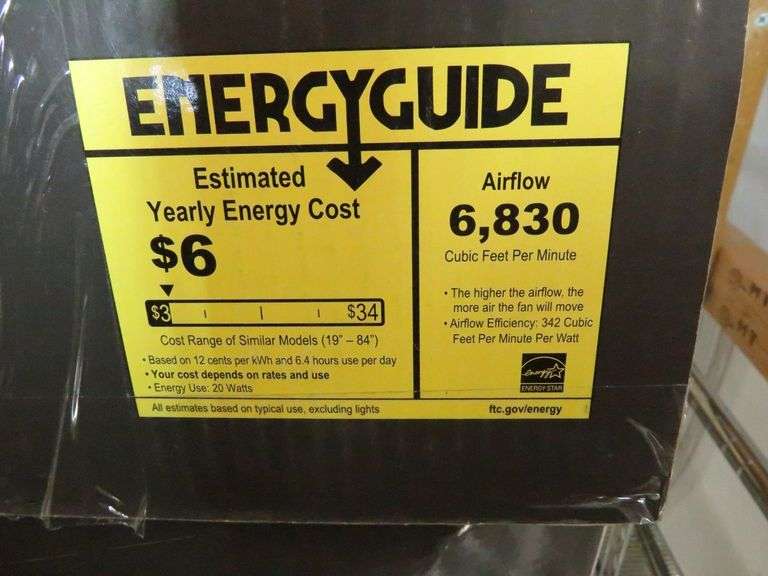 ENERGYGUIDE
Estimated
Yearly Energy Cost
$6
$3 $34
Cost Range of Similar Models (19" – 84")
• Based on 12 cents per kWh and 6.4 hours use per day
• Your cost depends on rates and use
• Energy Use: 20 Watts
All estimates based on typical use, excluding lights
Airflow
6,830
Cubic Feet Per Minute
• The higher the airflow, the
more air the fan will move
• Airflow Efficiency: 342 Cubic
Feet Per Minute Per Watt
energy
ENERGY STAR
ftc.gov/energy